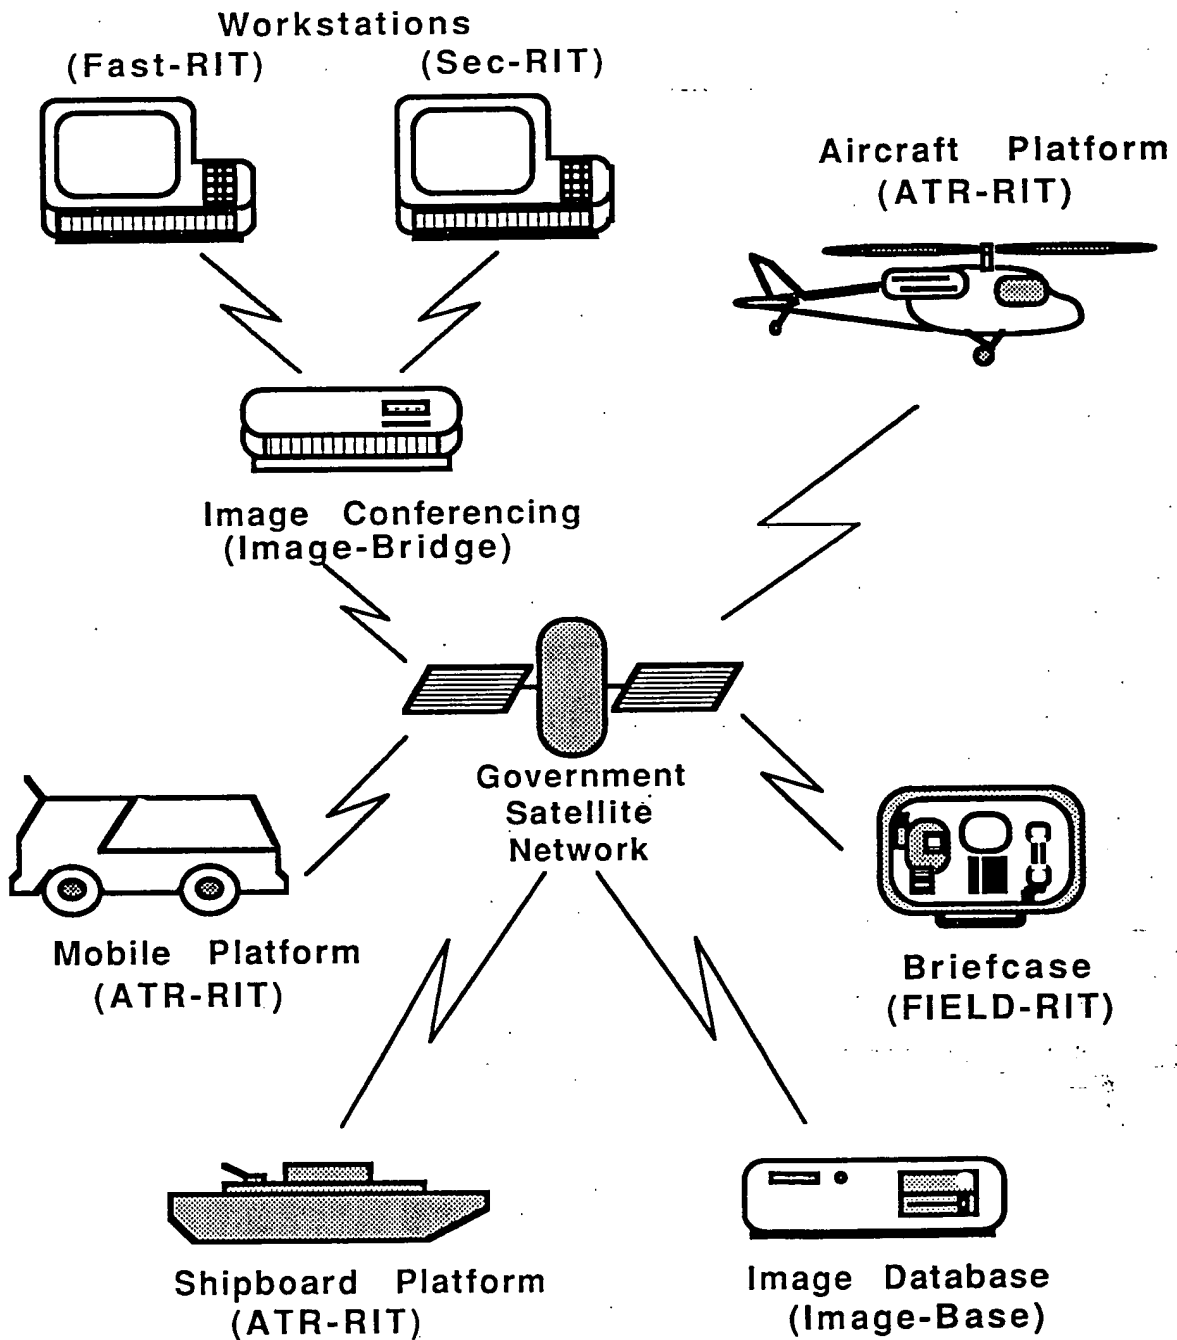 Workstations
(Fast-RIT) (Sec-RIT)
Aircraft Platform
(ATR-RIT)
Image Conferencing
(Image-Bridge)
Government
Satellite
Network
Mobile Platform
(ATR-RIT)
Briefcase
(FIELD-RIT)
Shipboard Platform
(ATR-RIT)
Image Database
(Image-Base)